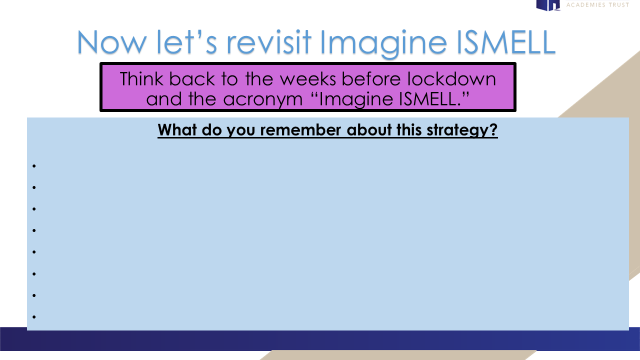 ACADEMIES TRUST
Now let's revisit Imagine ISMELL
Think back to the weeks before lockdown
and the acronym "Imagine ISMELL."
What do you remember about this strategy?
•
•
•
•
•
•
•
•